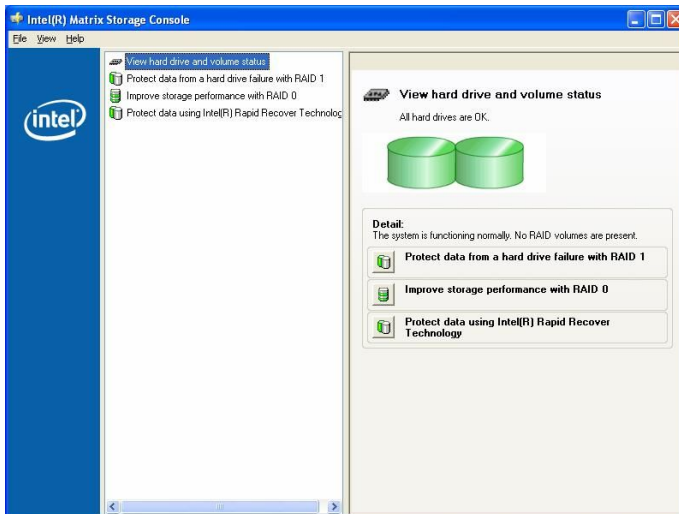 Intel(R) Matrix Storage Console
File View Help
View hard drive and volume status
Protect data from a hard drive failure with RAID 1
Improve storage performance with RAID 0
Protect data using Intel(R) Rapid Recover Technolog
intel
View hard drive and volume status
All hard drives are OK.
Detail:
The system is functioning normally. No RAID volumes are present.
Protect data from a hard drive failure with RAID 1
Improve storage performance with RAID 0
Protect data using Intel(R) Rapid Recover
Technology